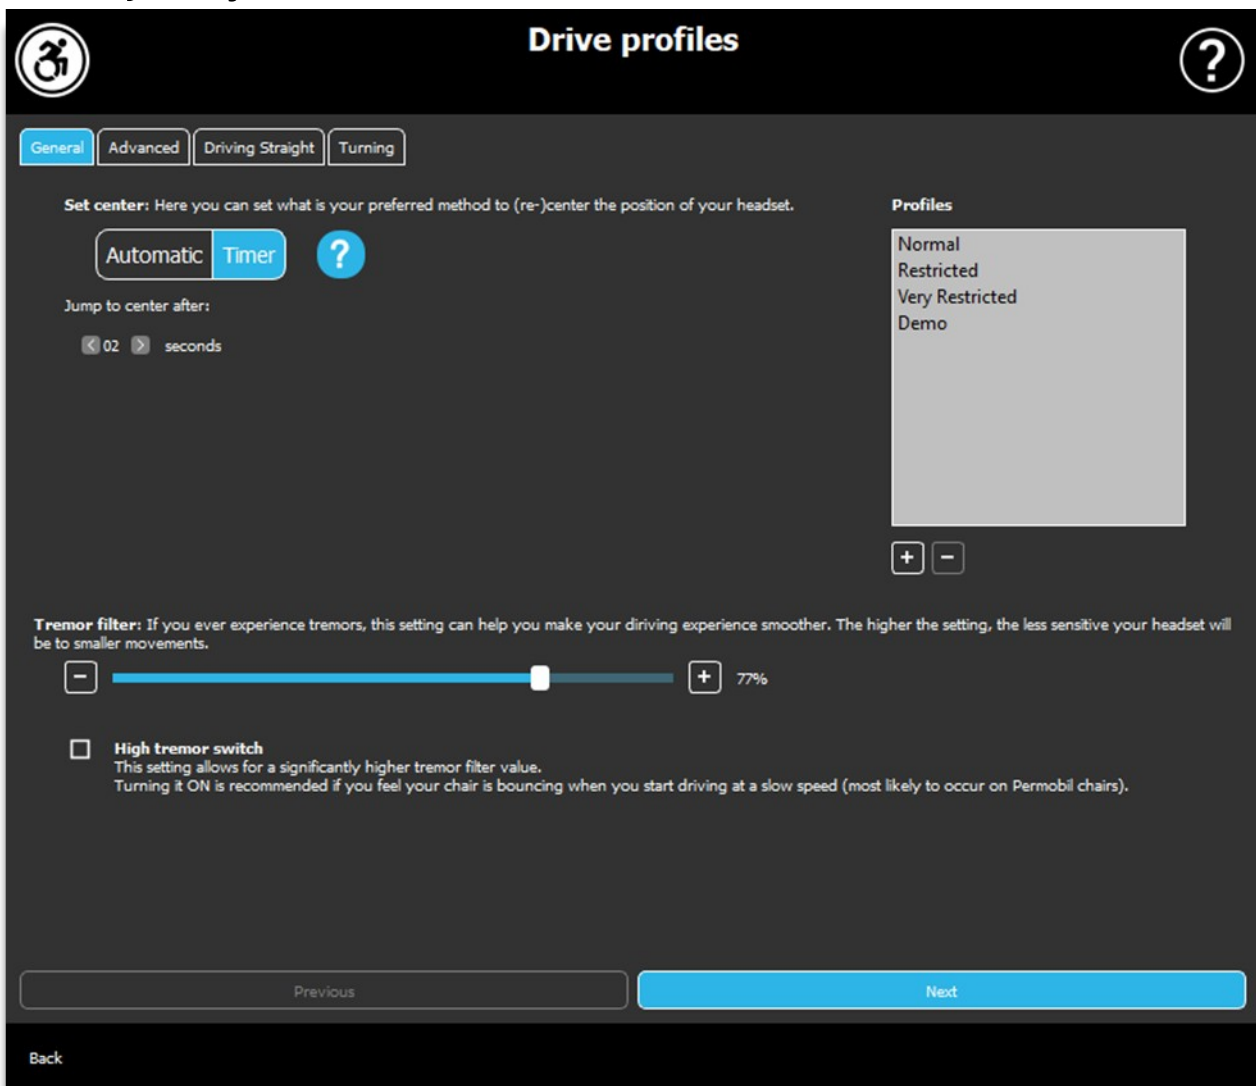 Drive profiles
?
General Advanced Driving Straight Turning
Set center: Here you can set what is your preferred method to (re-)center the position of your headset.
Automatic Timer ?
Jump to center after:
< 02 > seconds
Profiles
Normal
Restricted
Very Restricted
Demo
+ −
Tremor filter: If you ever experience tremors, this setting can help you make your driving experience smoother. The higher the setting, the less sensitive your headset will
be to smaller movements.
− + 77%
High tremor switch
This setting allows for a significantly higher tremor filter value.
Turning it ON is recommended if you feel your chair is bouncing when you start driving at a slow speed (most likely to occur on Permobil chairs).
Previous Next
Back